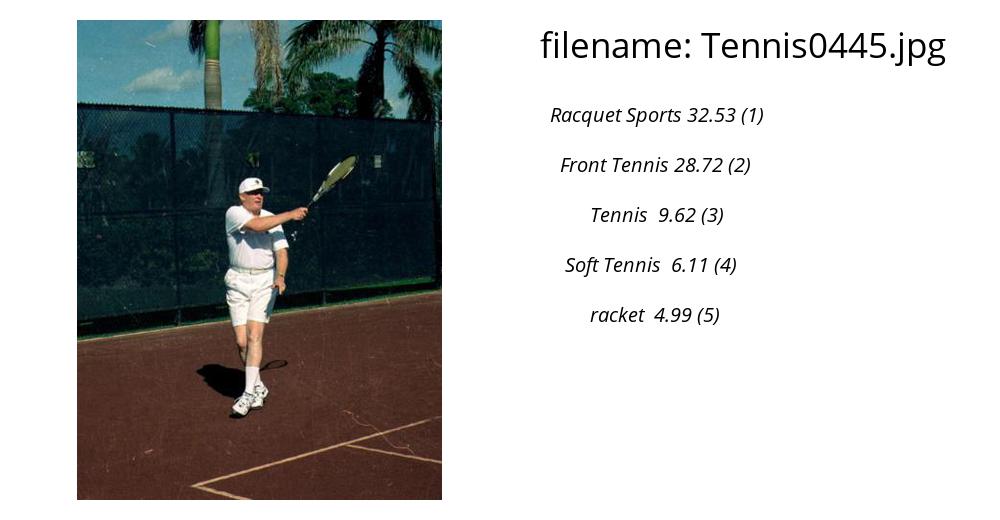 filename: Tennis0445.jpg
Racquet Sports 32.53 (1)
Front Tennis 28.72 (2)
Tennis 9.62 (3)
Soft Tennis 6.11 (4)
racket 4.99 (5)